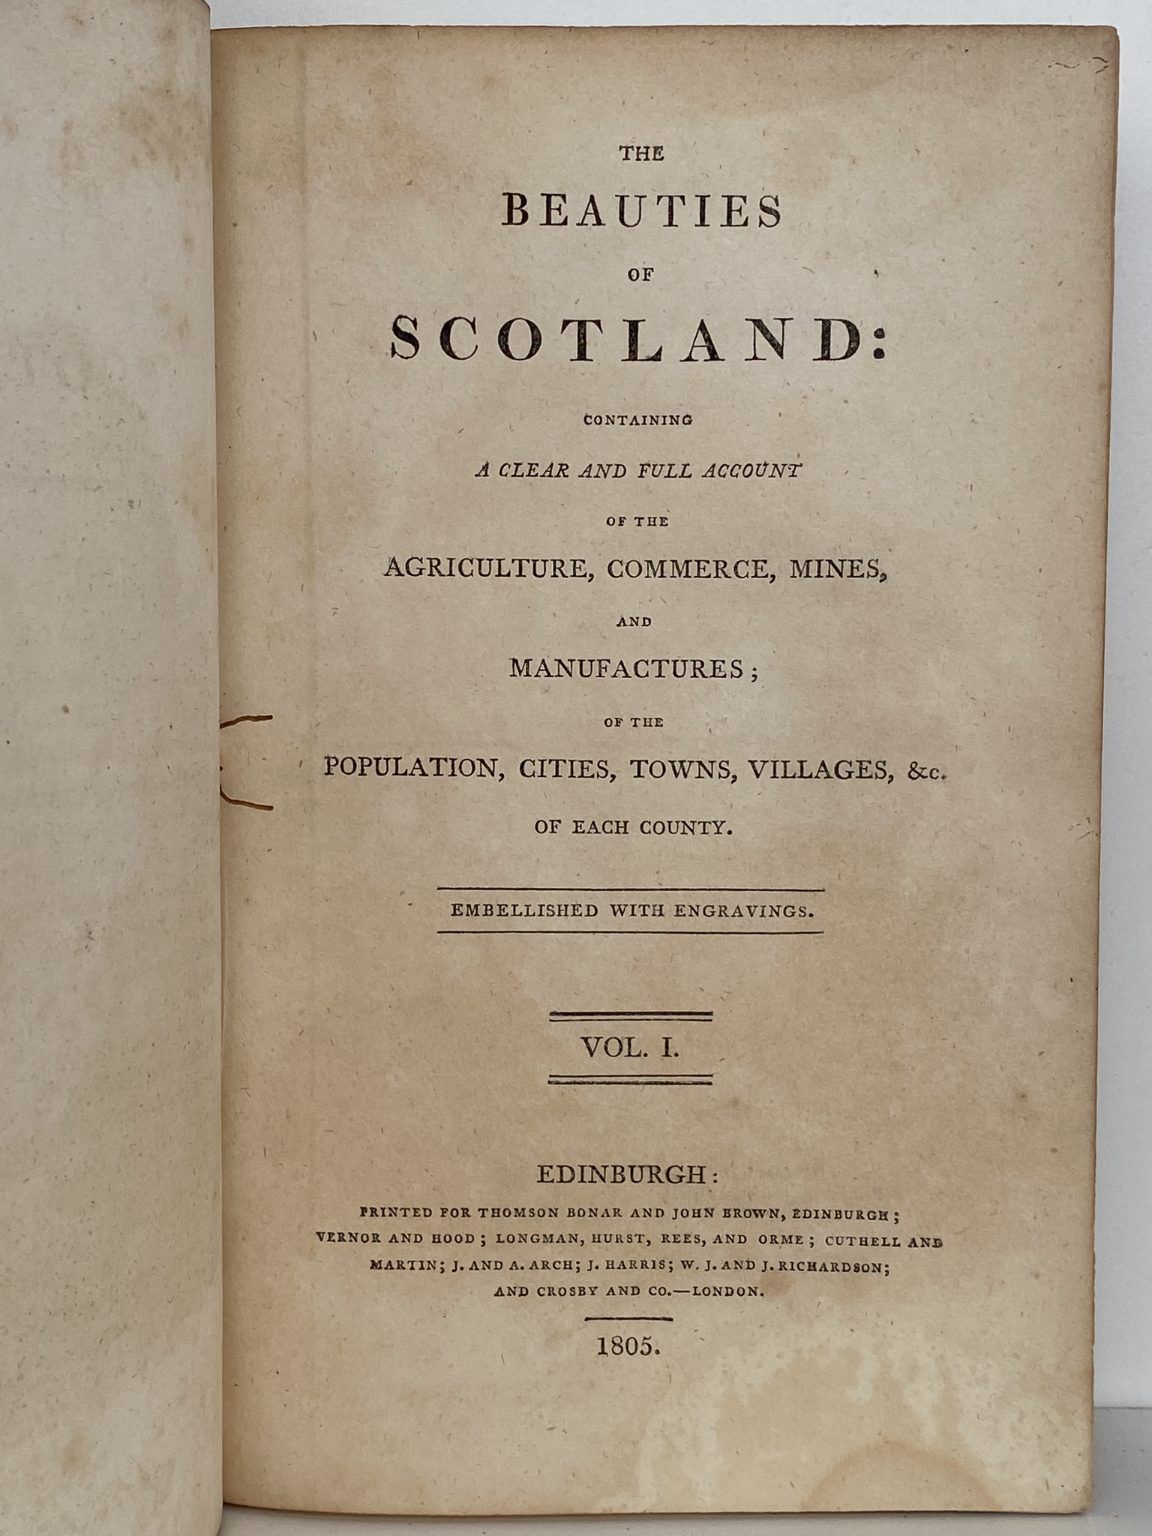 THE
BEAUTIES
OF
SCOTLAND:
CONTAINING
A CLEAR AND FULL ACCOUNT
OF THE
AGRICULTURE, COMMERCE, MINES,
AND
MANUFACTURES;
OF THE
POPULATION, CITIES, TOWNS, VILLAGES, &c.
OF EACH COUNTY.
EMBELLISHED WITH ENGRAVINGS.
VOL. I.
EDINBURGH:
PRINTED FOR THOMSON BONAR AND JOHN BROWN, EDINBURGH;
VERNOR AND HOOD; LONGMAN, HURST, REES, AND ORME; CUTHELL AND
MARTIN; J. AND A. ARCH; J. HARRIS; W. J. AND J. RICHARDSON;
AND CROSBY AND CO.—LONDON.
1805.